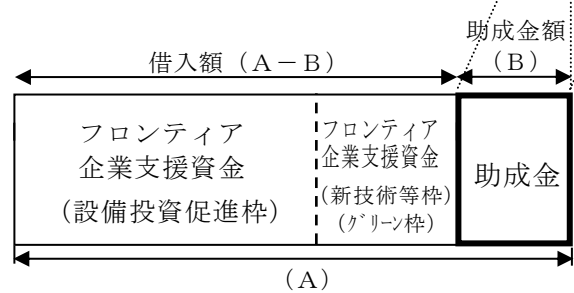 助成金額
借入額（Ａ－Ｂ）
（Ｂ）
フロンティア
企業支援資金
（設備投資促進枠）
フロンティア
企業支援資金
（新技術等枠）
（グリーン枠）
助成金
（Ａ）